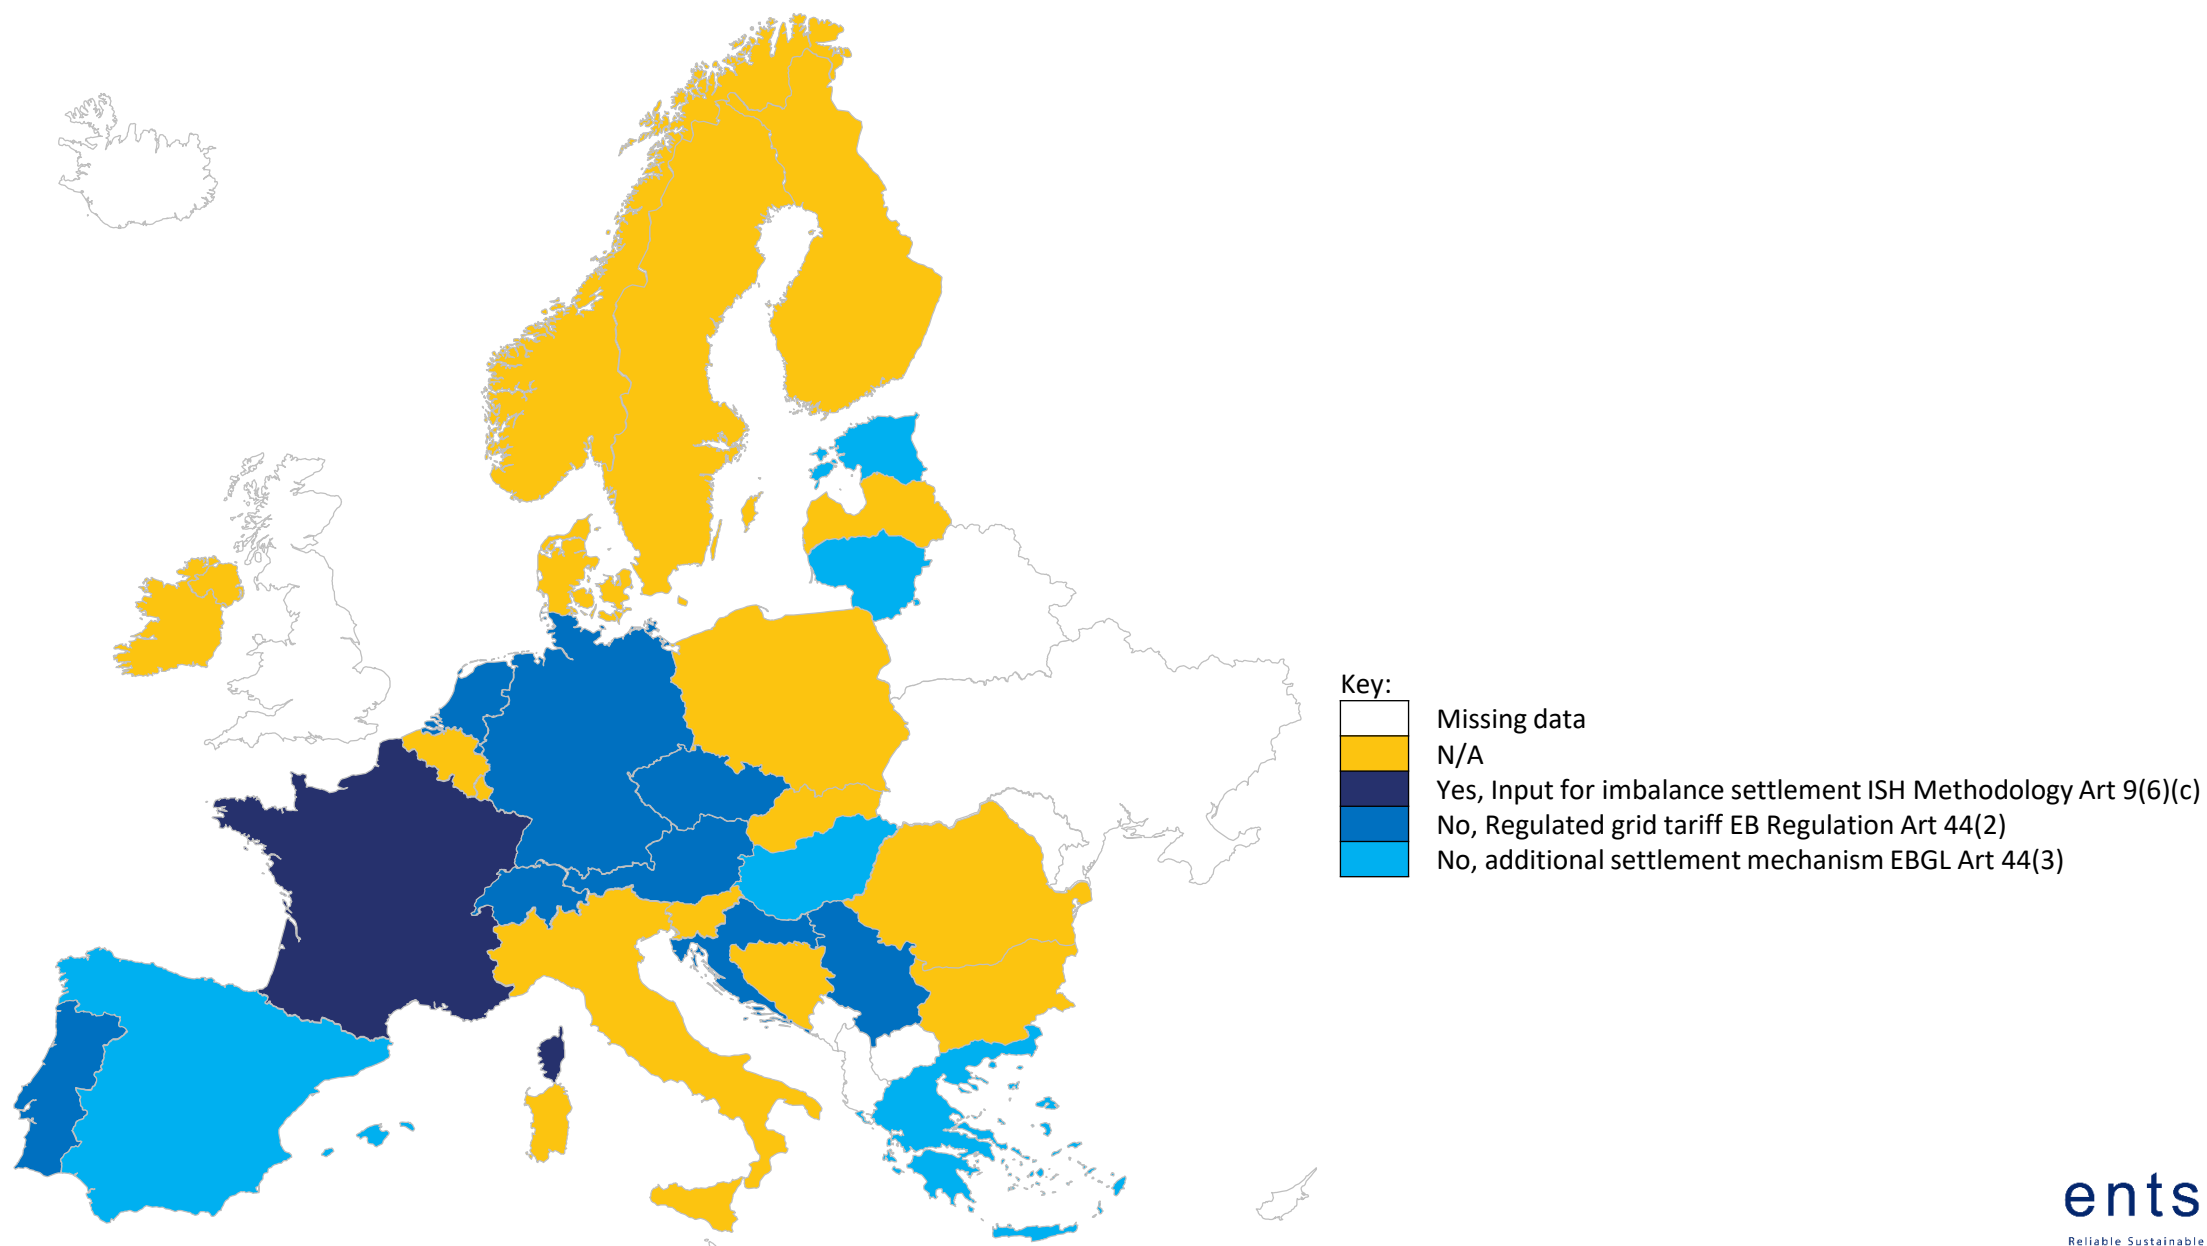 Key:
Missing data
N/A
Yes, Input for imbalance settlement ISH Methodology Art 9(6)(c)
No, Regulated grid tariff EB Regulation Art 44(2)
No, additional settlement mechanism EBGL Art 44(3)
ents
Reliable Sustainable